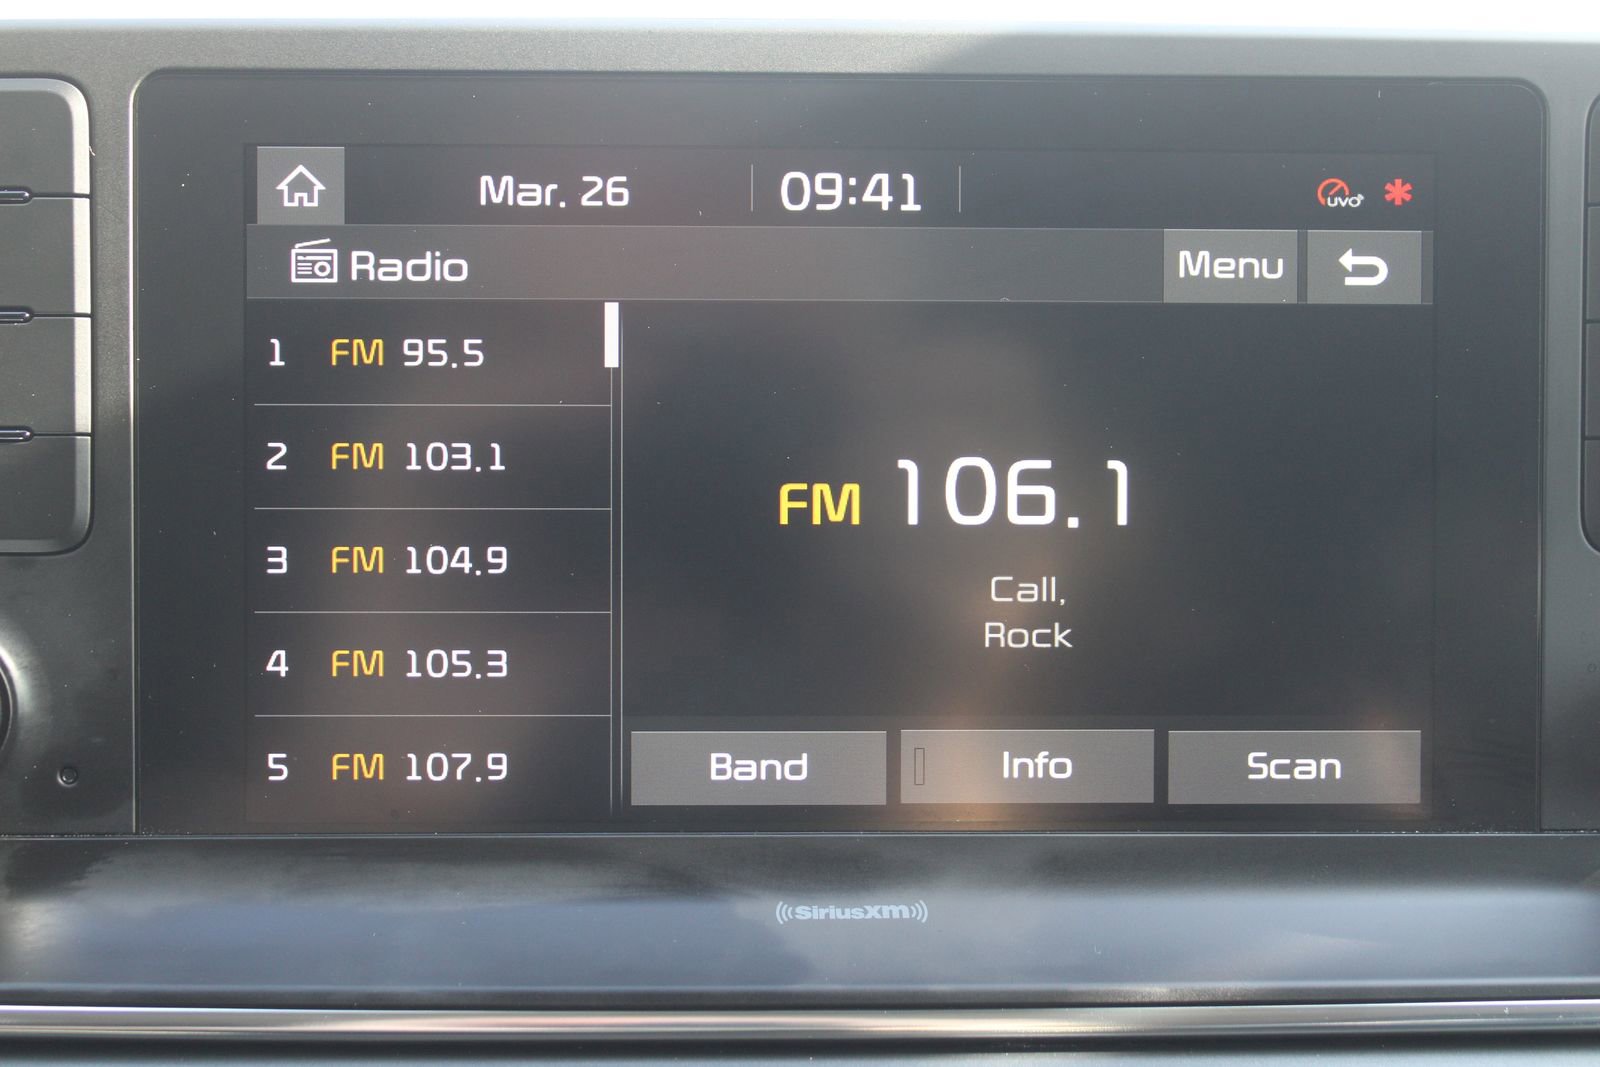 Mar. 26 09:41
UVO
Radio Menu
1 FM 95.5
2 FM 103.1
3 FM 104.9
4 FM 105.3
5 FM 107.9
FM 106.1
Call,
Rock
Band Info Scan
((SiriusXM))